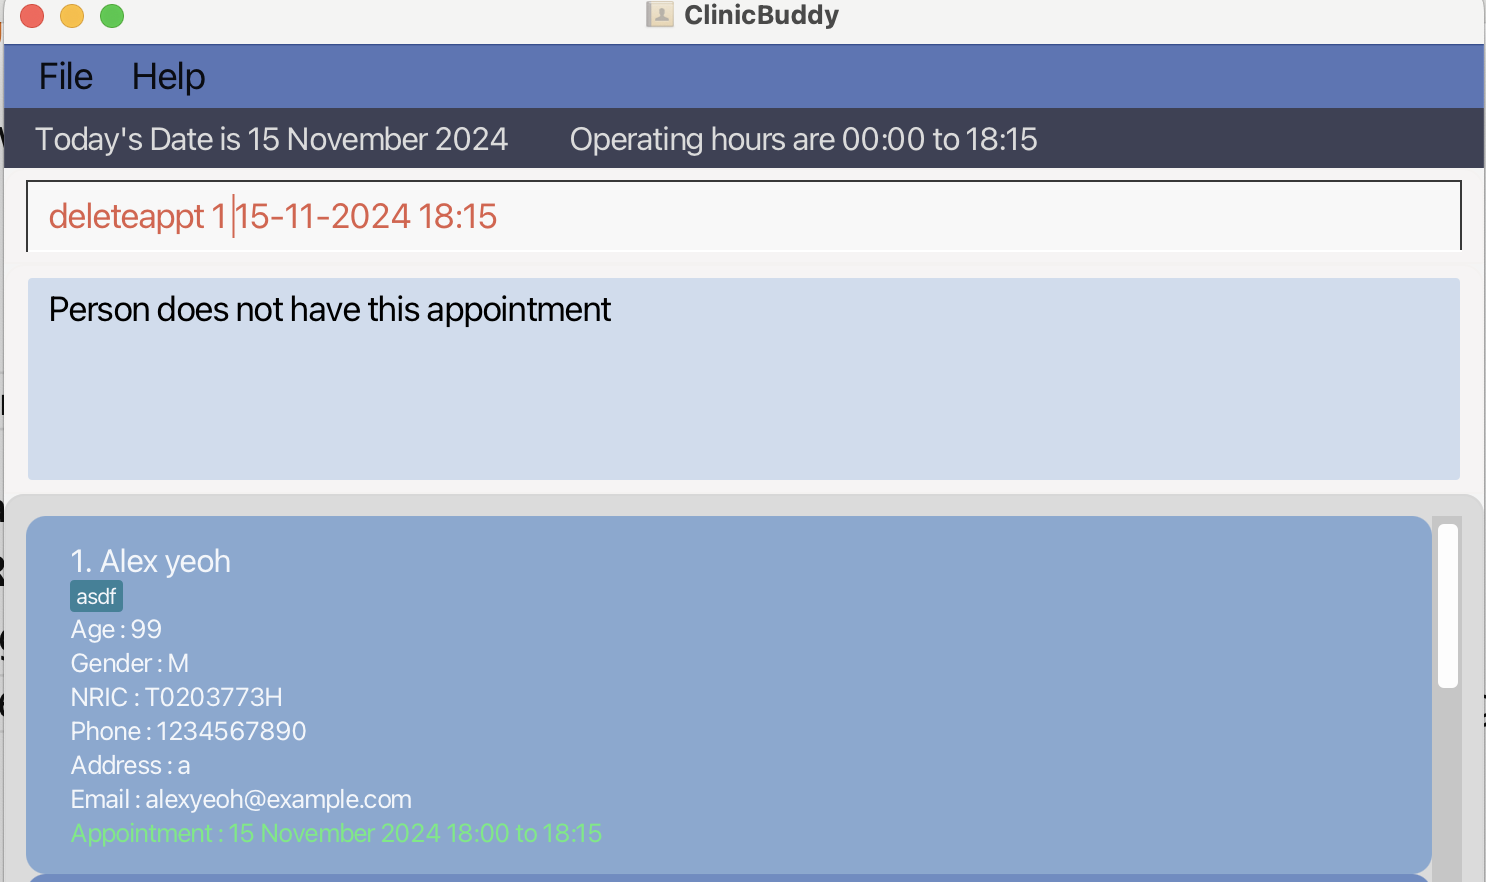 ClinicBuddy
File Help
Today's Date is 15 November 2024 Operating hours are 00:00 to 18:15
deleteappt 1 15-11-2024 18:15
Person does not have this appointment
1. Alex yeoh
asdf
Age : 99
Gender : M
NRIC : T0203773H
Phone : 1234567890
Address : a
Email : alexyeoh@example.com
Appointment : 15 November 2024 18:00 to 18:15